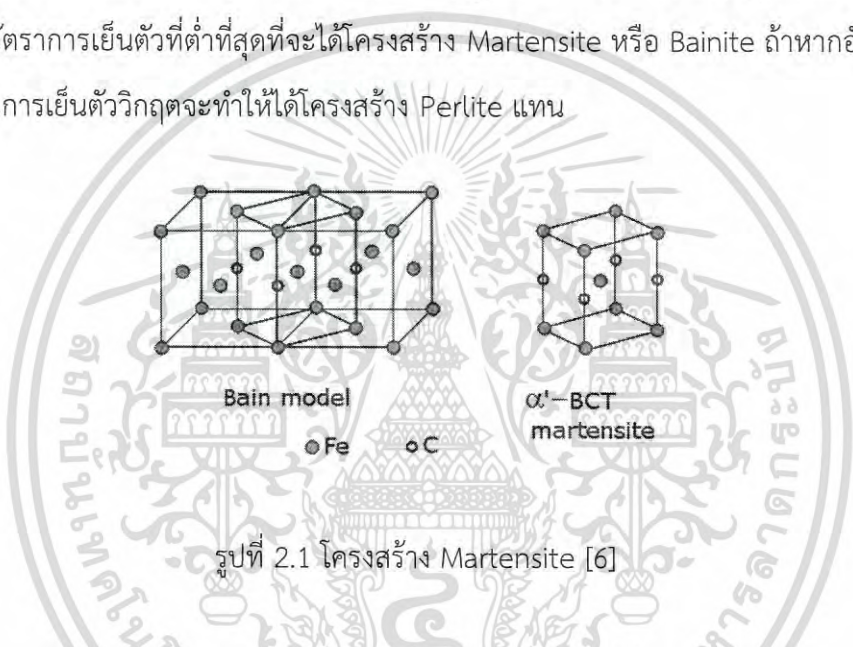 ตราการเย็นตัวที่ต่ำที่สุดที่จะได้โครงสร้าง Martensite หรือ Bainite ถ้าหากอั
การเย็นตัววิกฤตจะทำให้ได้โครงสร้าง Perlite แทน
Bain model
α'-BCT
martensite
Fe
C
รูปที่ 2.1 โครงสร้าง Martensite [6]